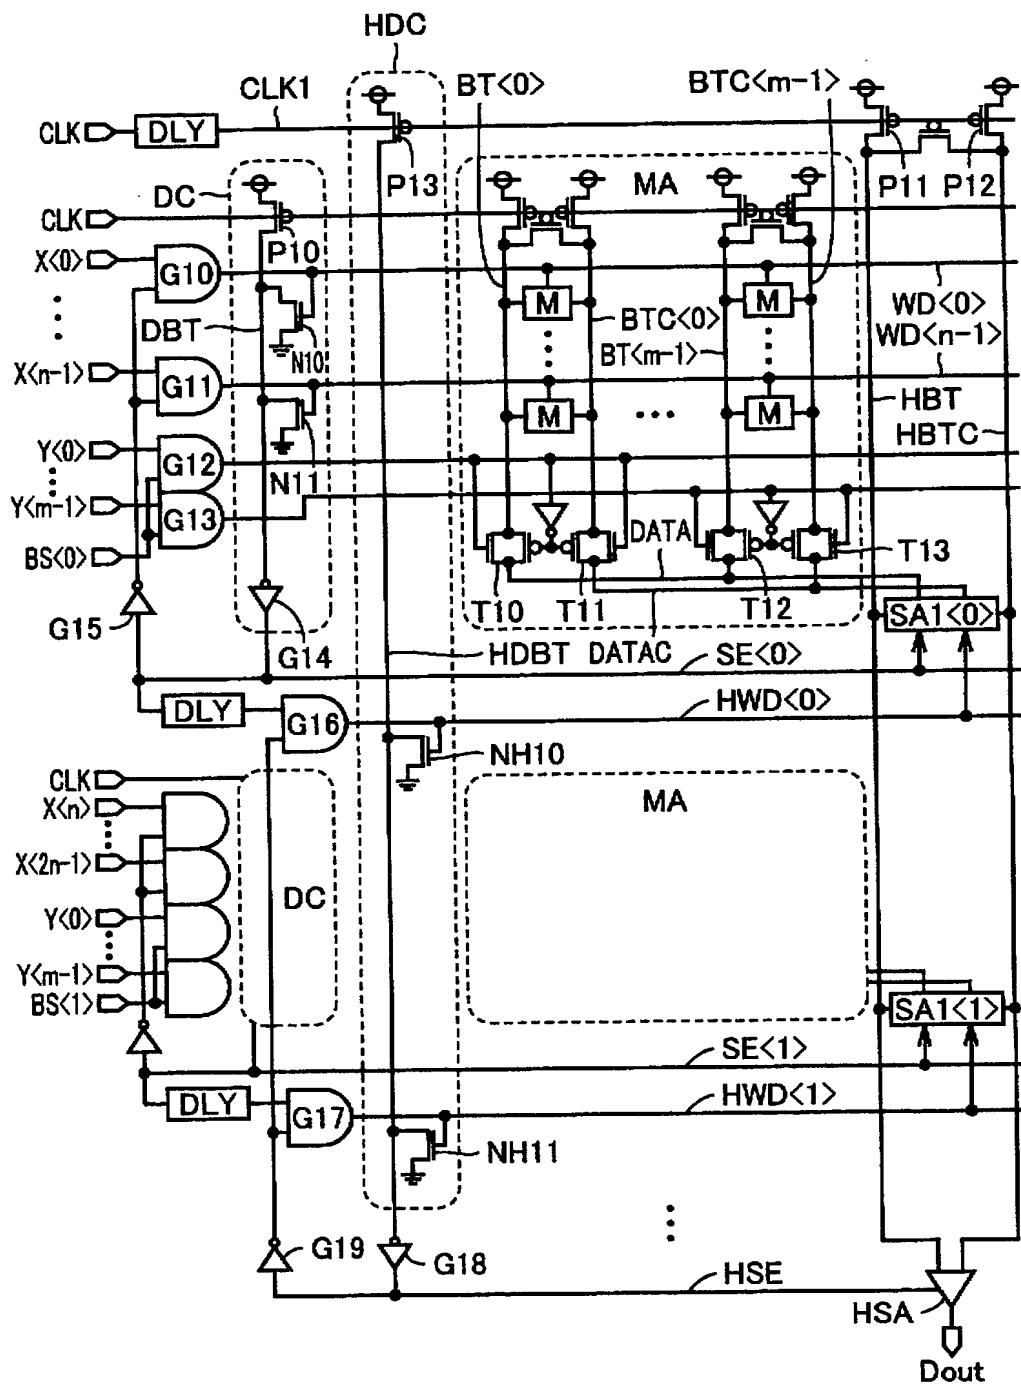 HDC
BT<0>
BTC<m-1>
CLK1
CLK
DLY
P13
P11
P12
DC
MA
CLK
P10
X<0>
G10
M
M
WD<0>
DBT
N10
BTC<0>
BT<m-1>
WD<n-1>
X<n-1>
G11
M
M
HBT
HBTC
Y<0>
G12
N11
Y<m-1>
G13
DATA
BS<0>
T10
T11
T12
T13
G15
G14
SA1<0>
HDBT
DATAC
SE<0>
DLY
G16
HWD<0>
NH10
CLK
MA
X<n>
X<2n-1>
DC
Y<0>
Y<m-1>
BS<1>
SA1<1>
SE<1>
DLY
G17
HWD<1>
NH11
G19
G18
HSE
HSA
Dout